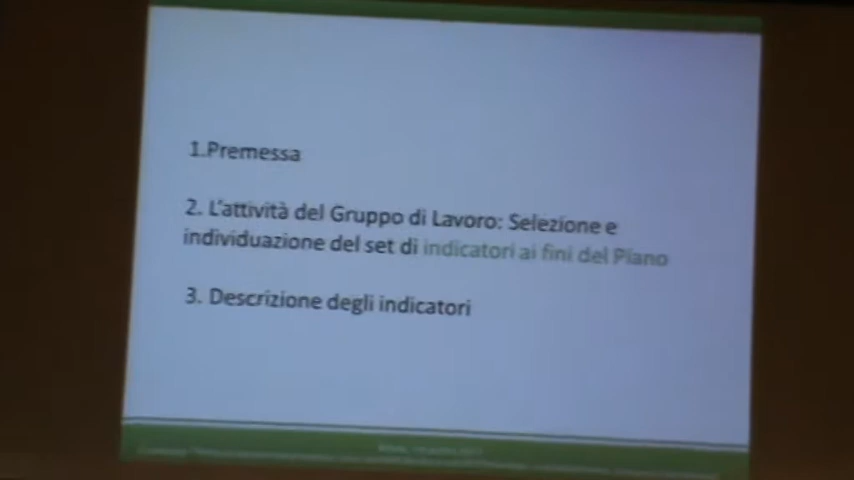 1.Premessa
2. L'attività del Gruppo di Lavoro: Selezione e
individuazione del set di indicatori ai fini del Piano
3. Descrizione degli indicatori